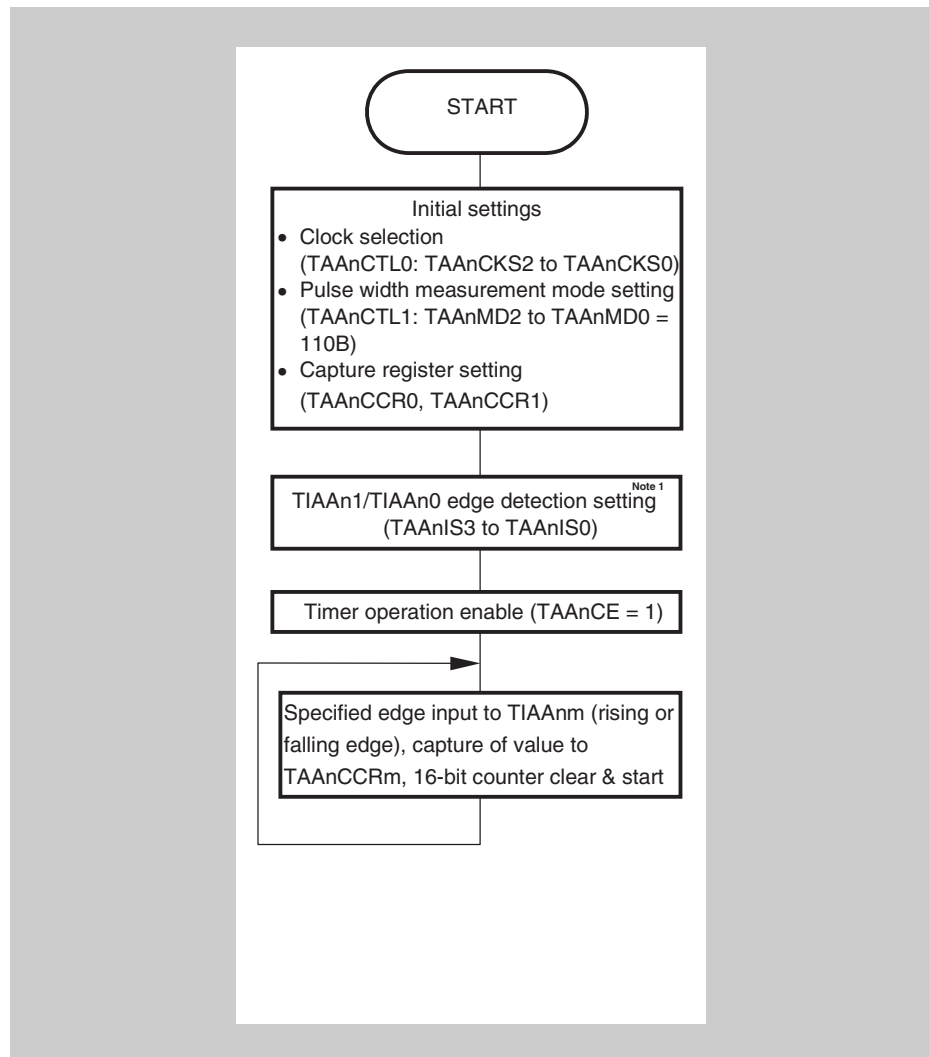 START
Initial settings
• Clock selection
(TAAnCTL0: TAAnCKS2 to TAAnCKS0)
• Pulse width measurement mode setting
(TAAnCTL1: TAAnMD2 to TAAnMD0 =
110B)
• Capture register setting
(TAAnCCR0, TAAnCCR1)
TIAAn1/TIAAn0 edge detection setting Note 1
(TAAnIS3 to TAAnIS0)
Timer operation enable (TAAnCE = 1)
Specified edge input to TIAAnm (rising or
falling edge), capture of value to
TAAnCCRm, 16-bit counter clear & start